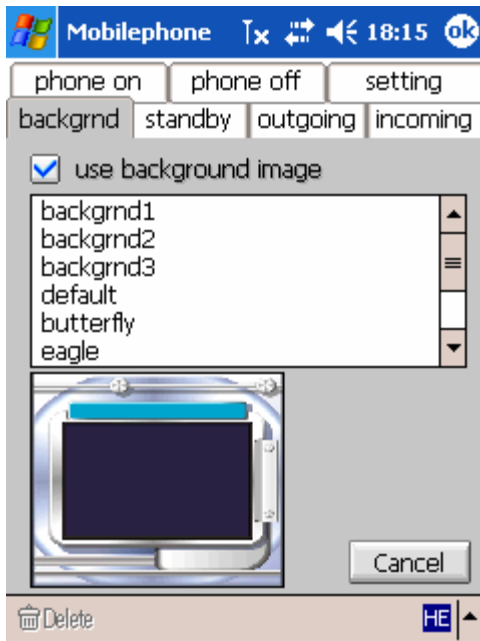 Mobilephone 18:15 ok
phone on phone off setting
backgrnd standby outgoing incoming
use background image
backgrnd1
backgrnd2
backgrnd3
default
butterfly
eagle
Cancel
Delete HE